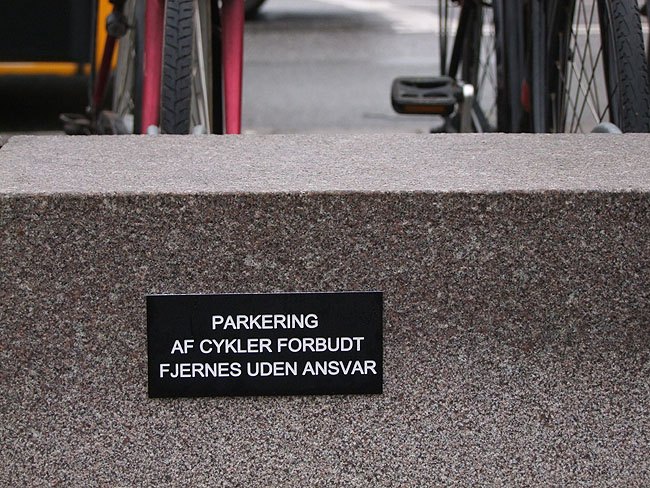 PARKERING
AF CYKLER FORBUDT
FJERNES UDEN ANSVAR